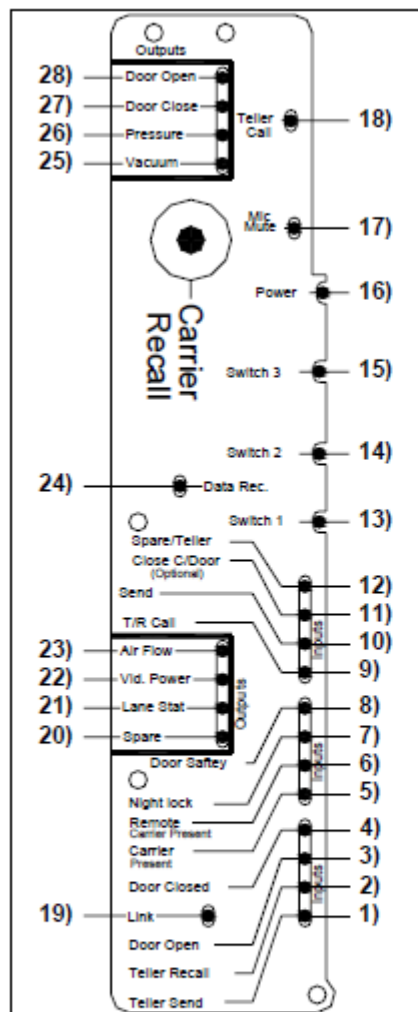 Outputs
28) Door Open
27) Door Close
26) Pressure
25) Vacuum
Teller Call 18)
Mic Mute 17)
Power 16)
Carrier Recall
Switch 3 15)
Switch 2 14)
24) Data Rec.
Switch 1 13)
Spare/Teller 12)
Close C/Door (Optional) 11)
Send 10)
T/R Call 9)
Inputs
23) Air Flow
22) Vid. Power
21) Lane Stat
20) Spare
Outputs
Door Saftey 8)
Night lock 7)
Remote Carrier Present 6)
Carrier Present 5)
Inputs
Door Closed 4)
Door Open 3)
Teller Recall 2)
Teller Send 1)
Inputs
19) Link